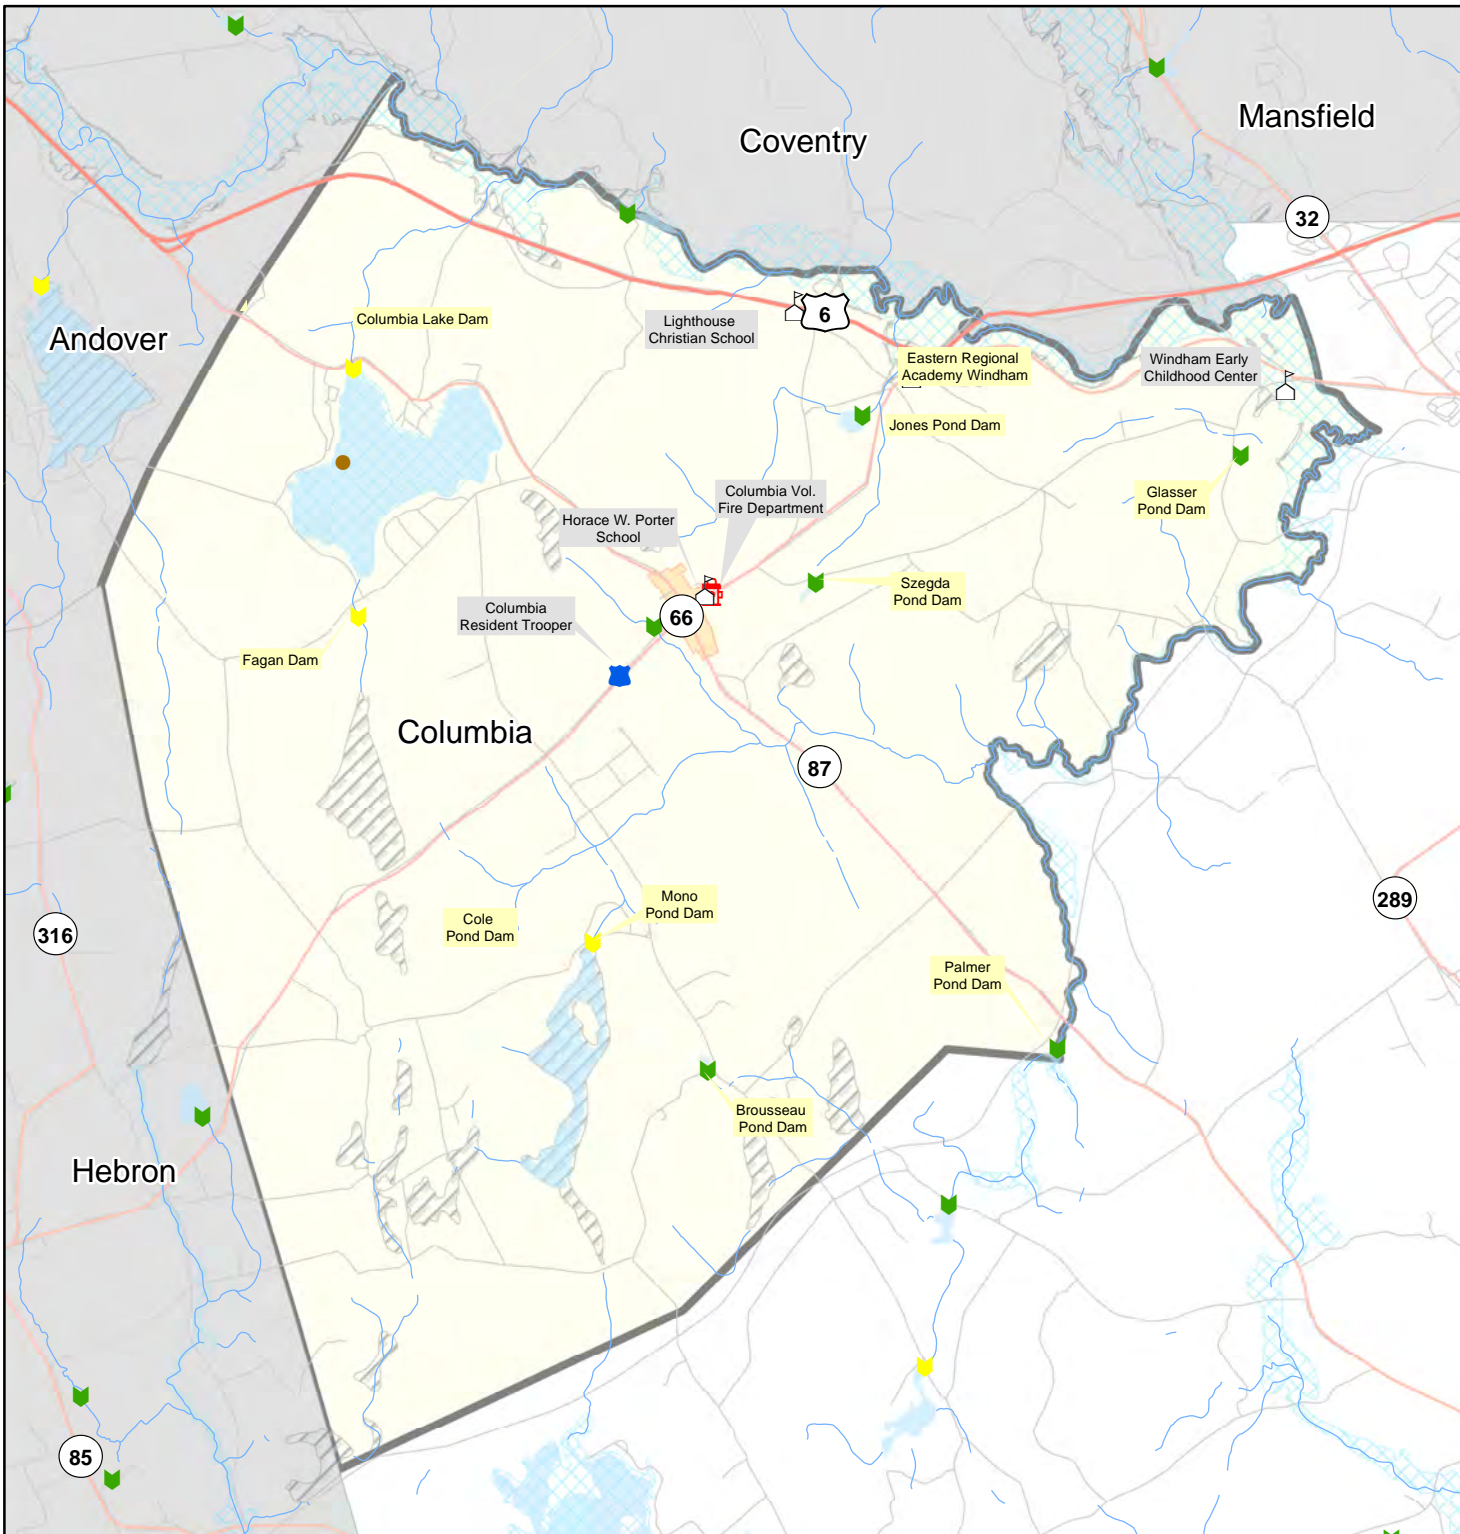 Mansfield
Coventry
32
6
Columbia Lake Dam
Andover
Lighthouse
Christian School
Eastern Regional
Academy Windham
Windham Early
Childhood Center
Jones Pond Dam
Columbia Vol.
Fire Department
Glasser
Pond Dam
Horace W. Porter
School
Szegda
Pond Dam
66
Columbia
Resident Trooper
Fagan Dam
Columbia
87
Mono
Pond Dam
289
Cole
Pond Dam
316
Palmer
Pond Dam
Brousseau
Pond Dam
Hebron
85